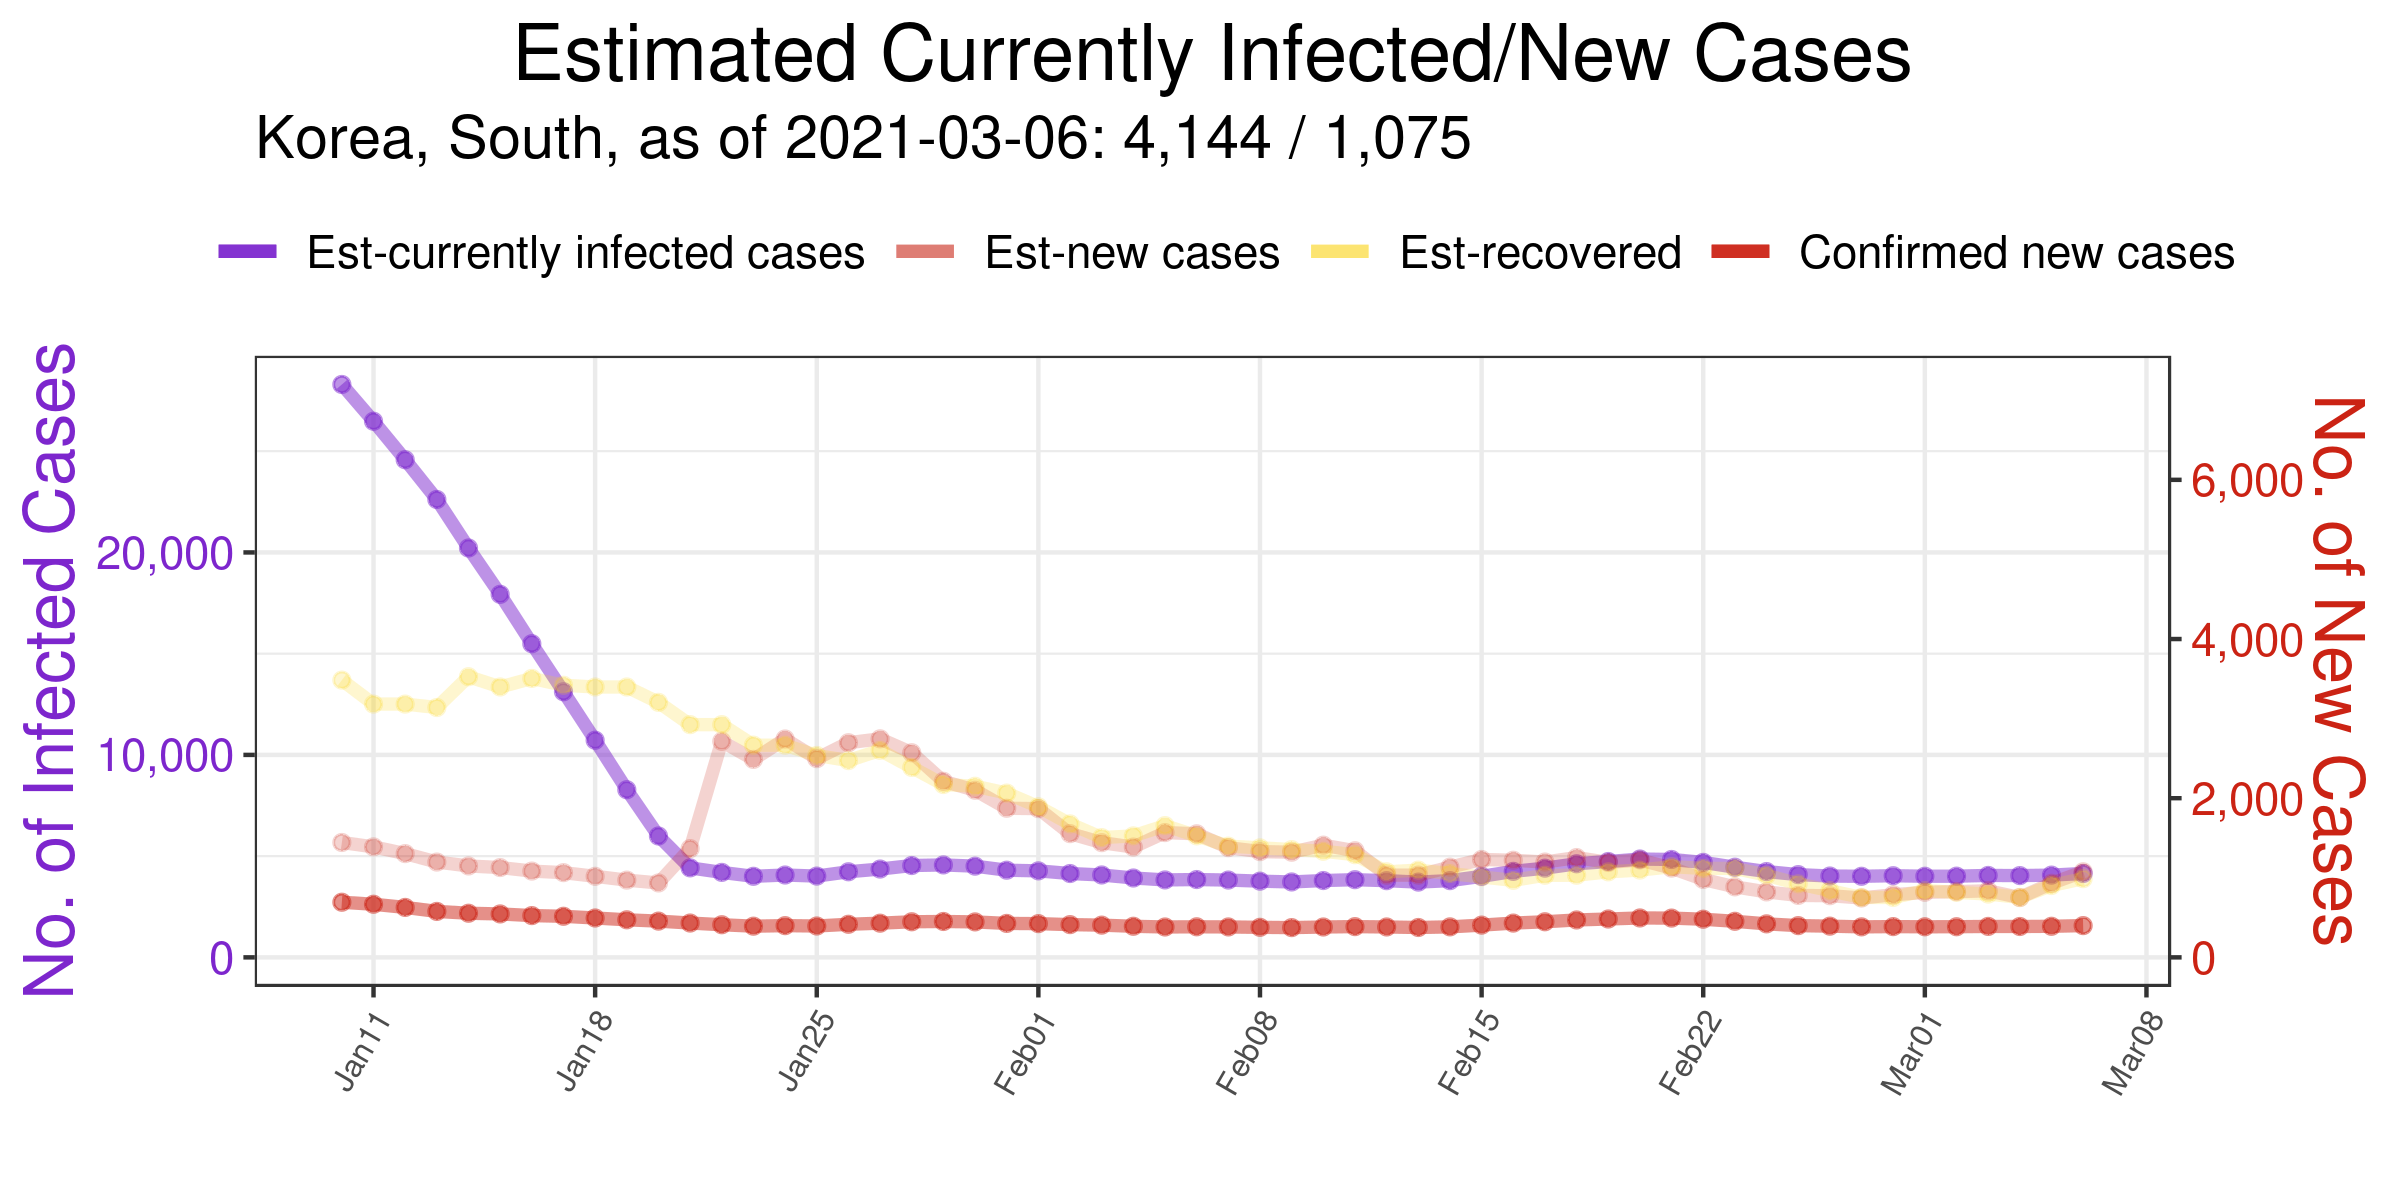 Estimated Currently Infected/New Cases
Korea, South, as of 2021-03-06: 4,144 / 1,075
Est-currently infected cases Est-new cases Est-recovered Confirmed new cases
No. of Infected Cases
20,000
10,000
0
6,000
4,000
2,000
0
No. of New Cases
Jan11 Jan18 Jan25 Feb01 Feb08 Feb15 Feb22 Mar01 Mar08